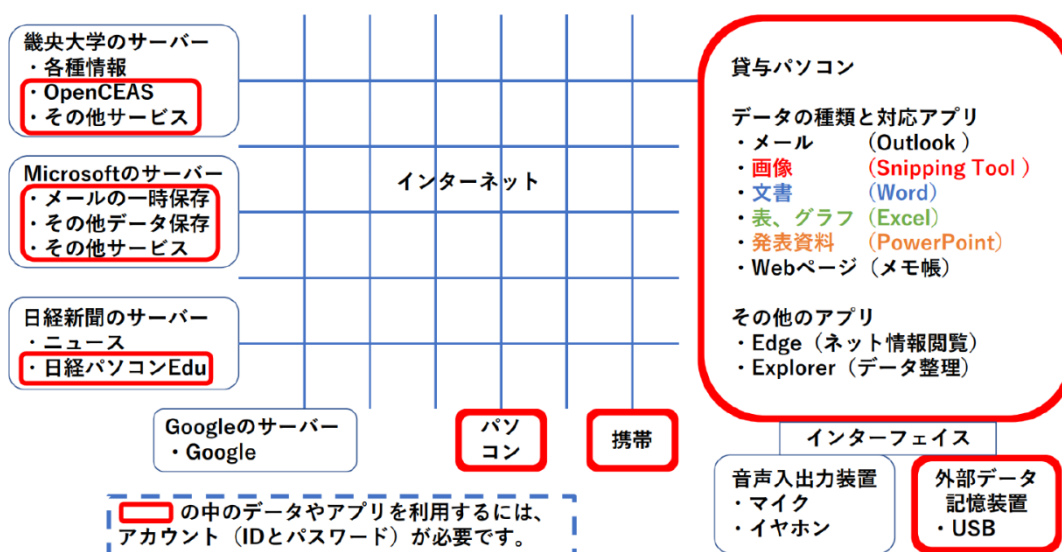 畿央大学のサーバー
・各種情報
・OpenCEAS
・その他サービス
Microsoftのサーバー
・メールの一時保存
・その他データ保存
・その他サービス
日経新聞のサーバー
・ニュース
・日経パソコンEdu
インターネット
Googleのサーバー
・Google
パソ
コン
携帯
貸与パソコン
データの種類と対応アプリ
・メール （Outlook ）
・画像 （Snipping Tool ）
・文書 （Word）
・表、グラフ（Excel）
・発表資料 （PowerPoint）
・Webページ（メモ帳）
その他のアプリ
・Edge（ネット情報閲覧）
・Explorer（データ整理）
インターフェイス
音声入出力装置
・マイク
・イヤホン
外部データ
記憶装置
・USB
の中のデータやアプリを利用するには、
アカウント（IDとパスワード）が必要です。